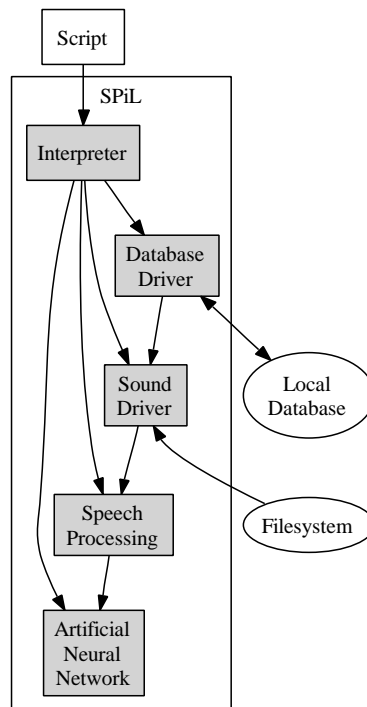 Script
SPiL
Interpreter
Database
Driver
Local
Database
Sound
Driver
Speech
Processing
Filesystem
Artificial
Neural
Network